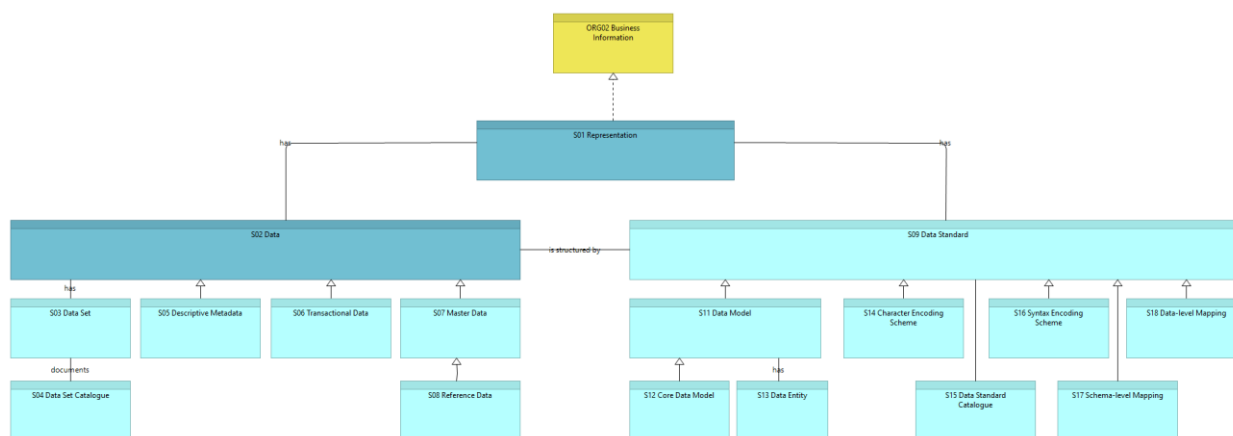 ORG02 Business
Information
S01 Representation
has
has
S02 Data
is structured by
S09 Data Standard
has
S03 Data Set
S05 Descriptive Metadata
S06 Transactional Data
S07 Master Data
S11 Data Model
S14 Character Encoding
Scheme
S16 Syntax Encoding
Scheme
S18 Data-level Mapping
documents
has
S04 Data Set Catalogue
S08 Reference Data
S12 Core Data Model
S13 Data Entity
S15 Data Standard
Catalogue
S17 Schema-level Mapping